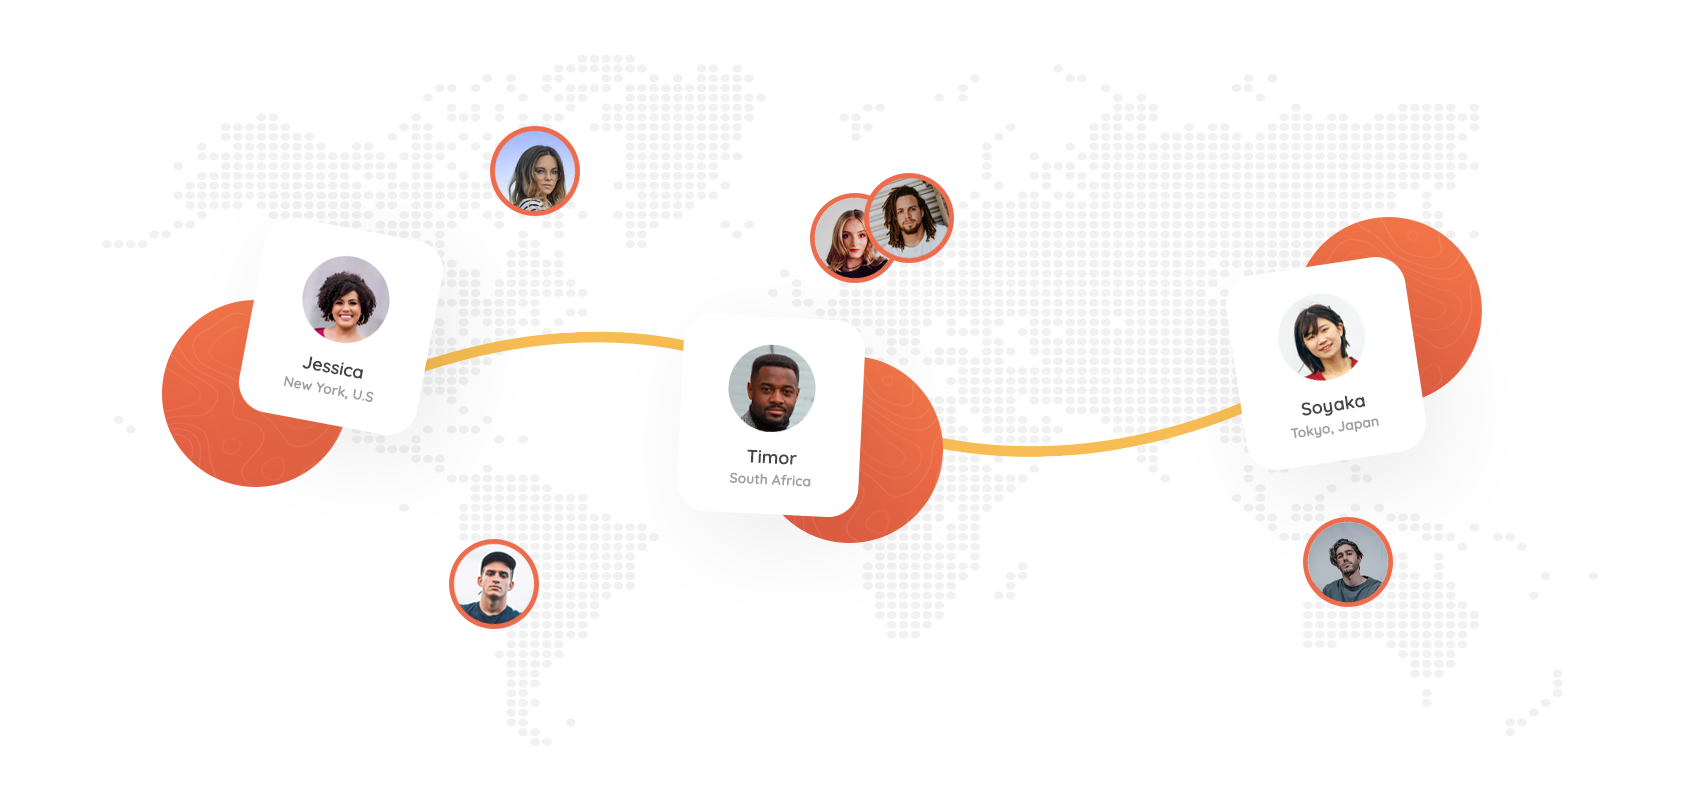 Jessica
New York, U.S
Timor
South Africa
Soyaka
Tokyo, Japan